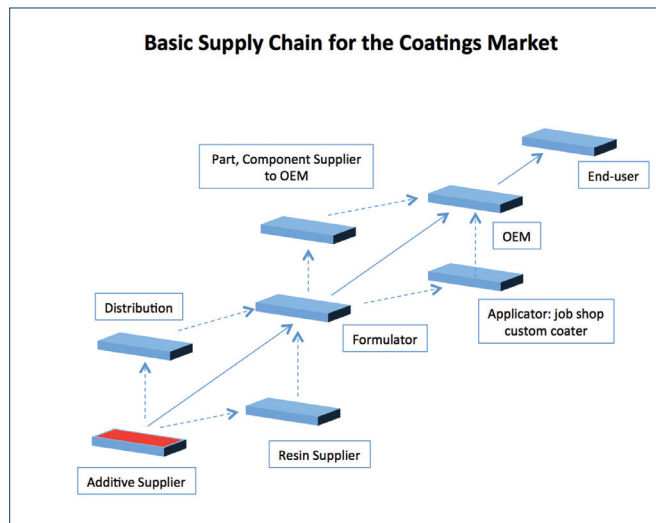 Basic Supply Chain for the Coatings Market
Part, Component Supplier
to OEM
End-user
OEM
Distribution
Applicator: job shop
custom coater
Formulator
Resin Supplier
Additive Supplier